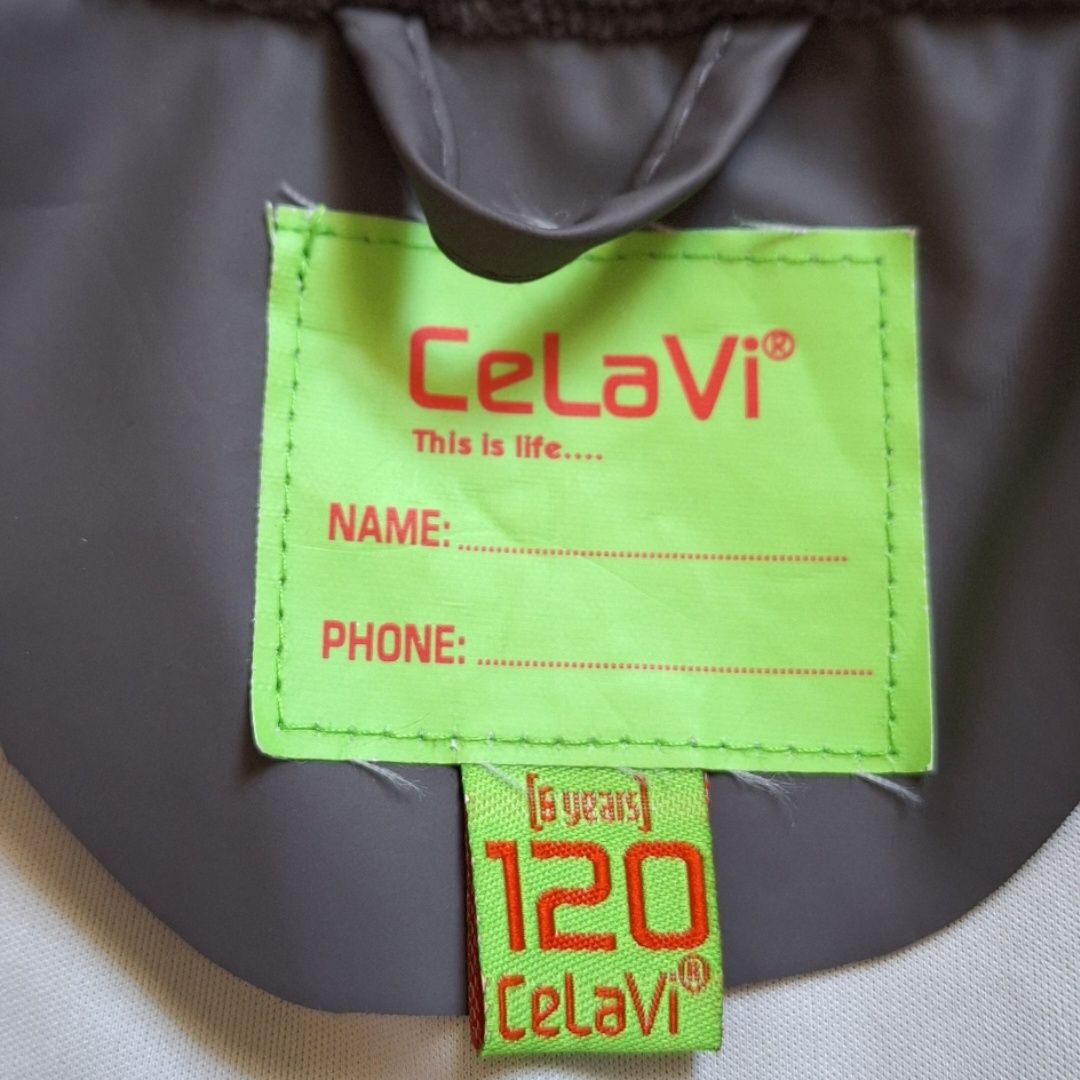 CeLaVi®
This is life....
NAME: ........................................
PHONE: ........................................
[6 years]
120
CeLaVi®